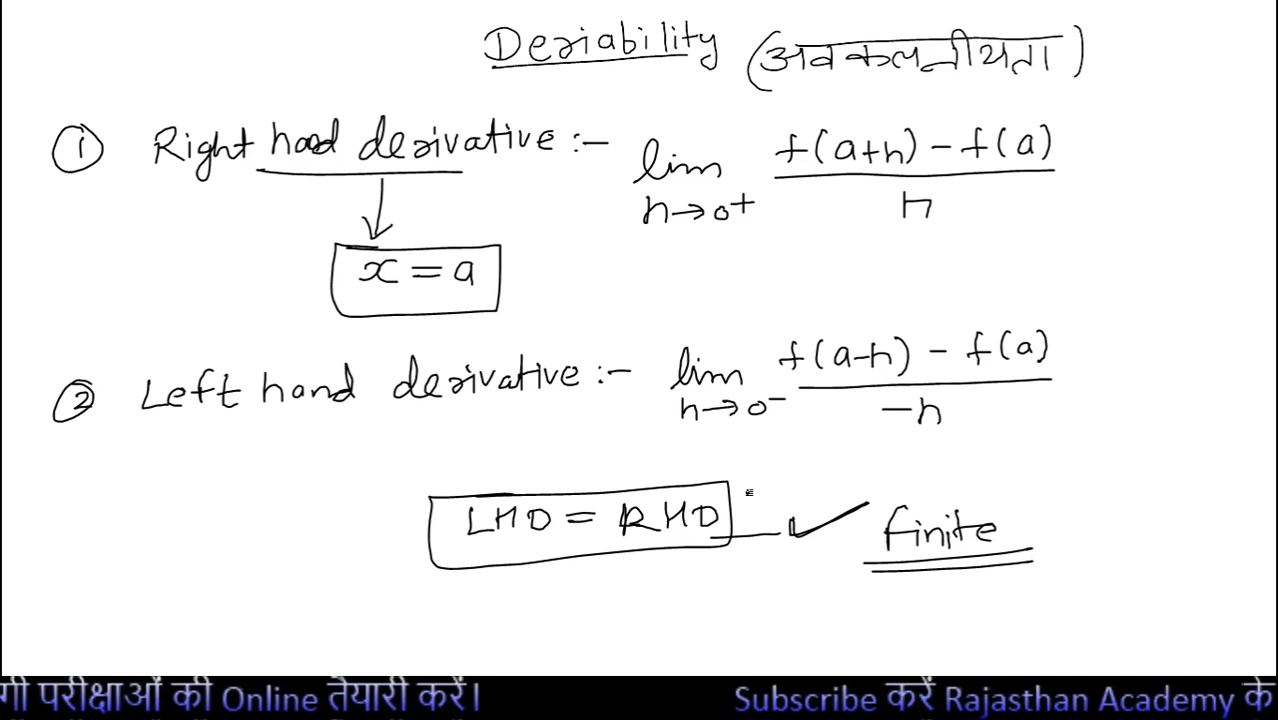 Deriability (अवकलनीयता)
① Right hand derivative :- lim h→0+ f(a+h) - f(a) / h
x = a
② Left hand derivative :- lim h→0- f(a-h) - f(a) / -h
LHD = RHD ✓ finite
गी परीक्षाओं की Online तैयारी करें। Subscribe करें Rajasthan Academy के